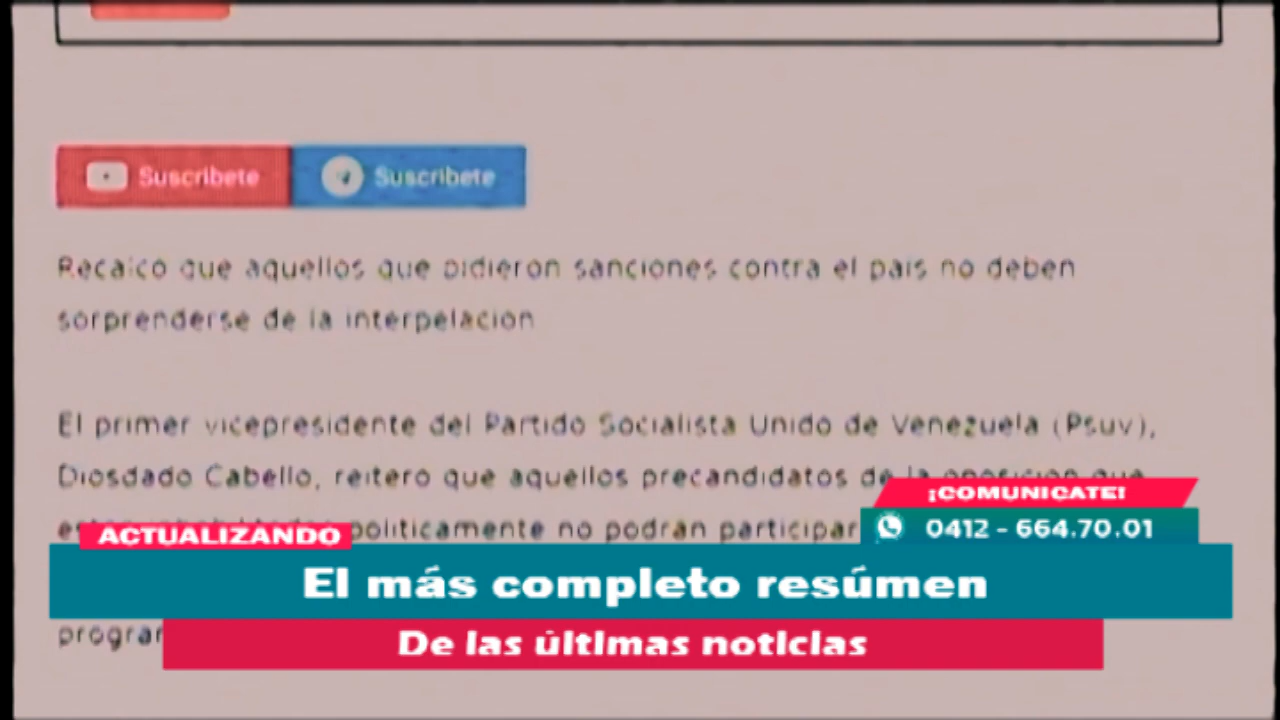 Suscribete
Suscribete
Recalco que aquellos que pidieron sanciones contra el pais no deben
sorprenderse de la interpelacion
El primer vicepresidente del Partido Socialista Unido de Venezuela (Psuv),
Diosdado Cabello, reitero que aquellos precandidatos de la oposicion que
politicamente no podran participar
¡COMUNICATE!
0412 - 664.70.01
ACTUALIZANDO
El más completo resúmen
De las últimas noticias